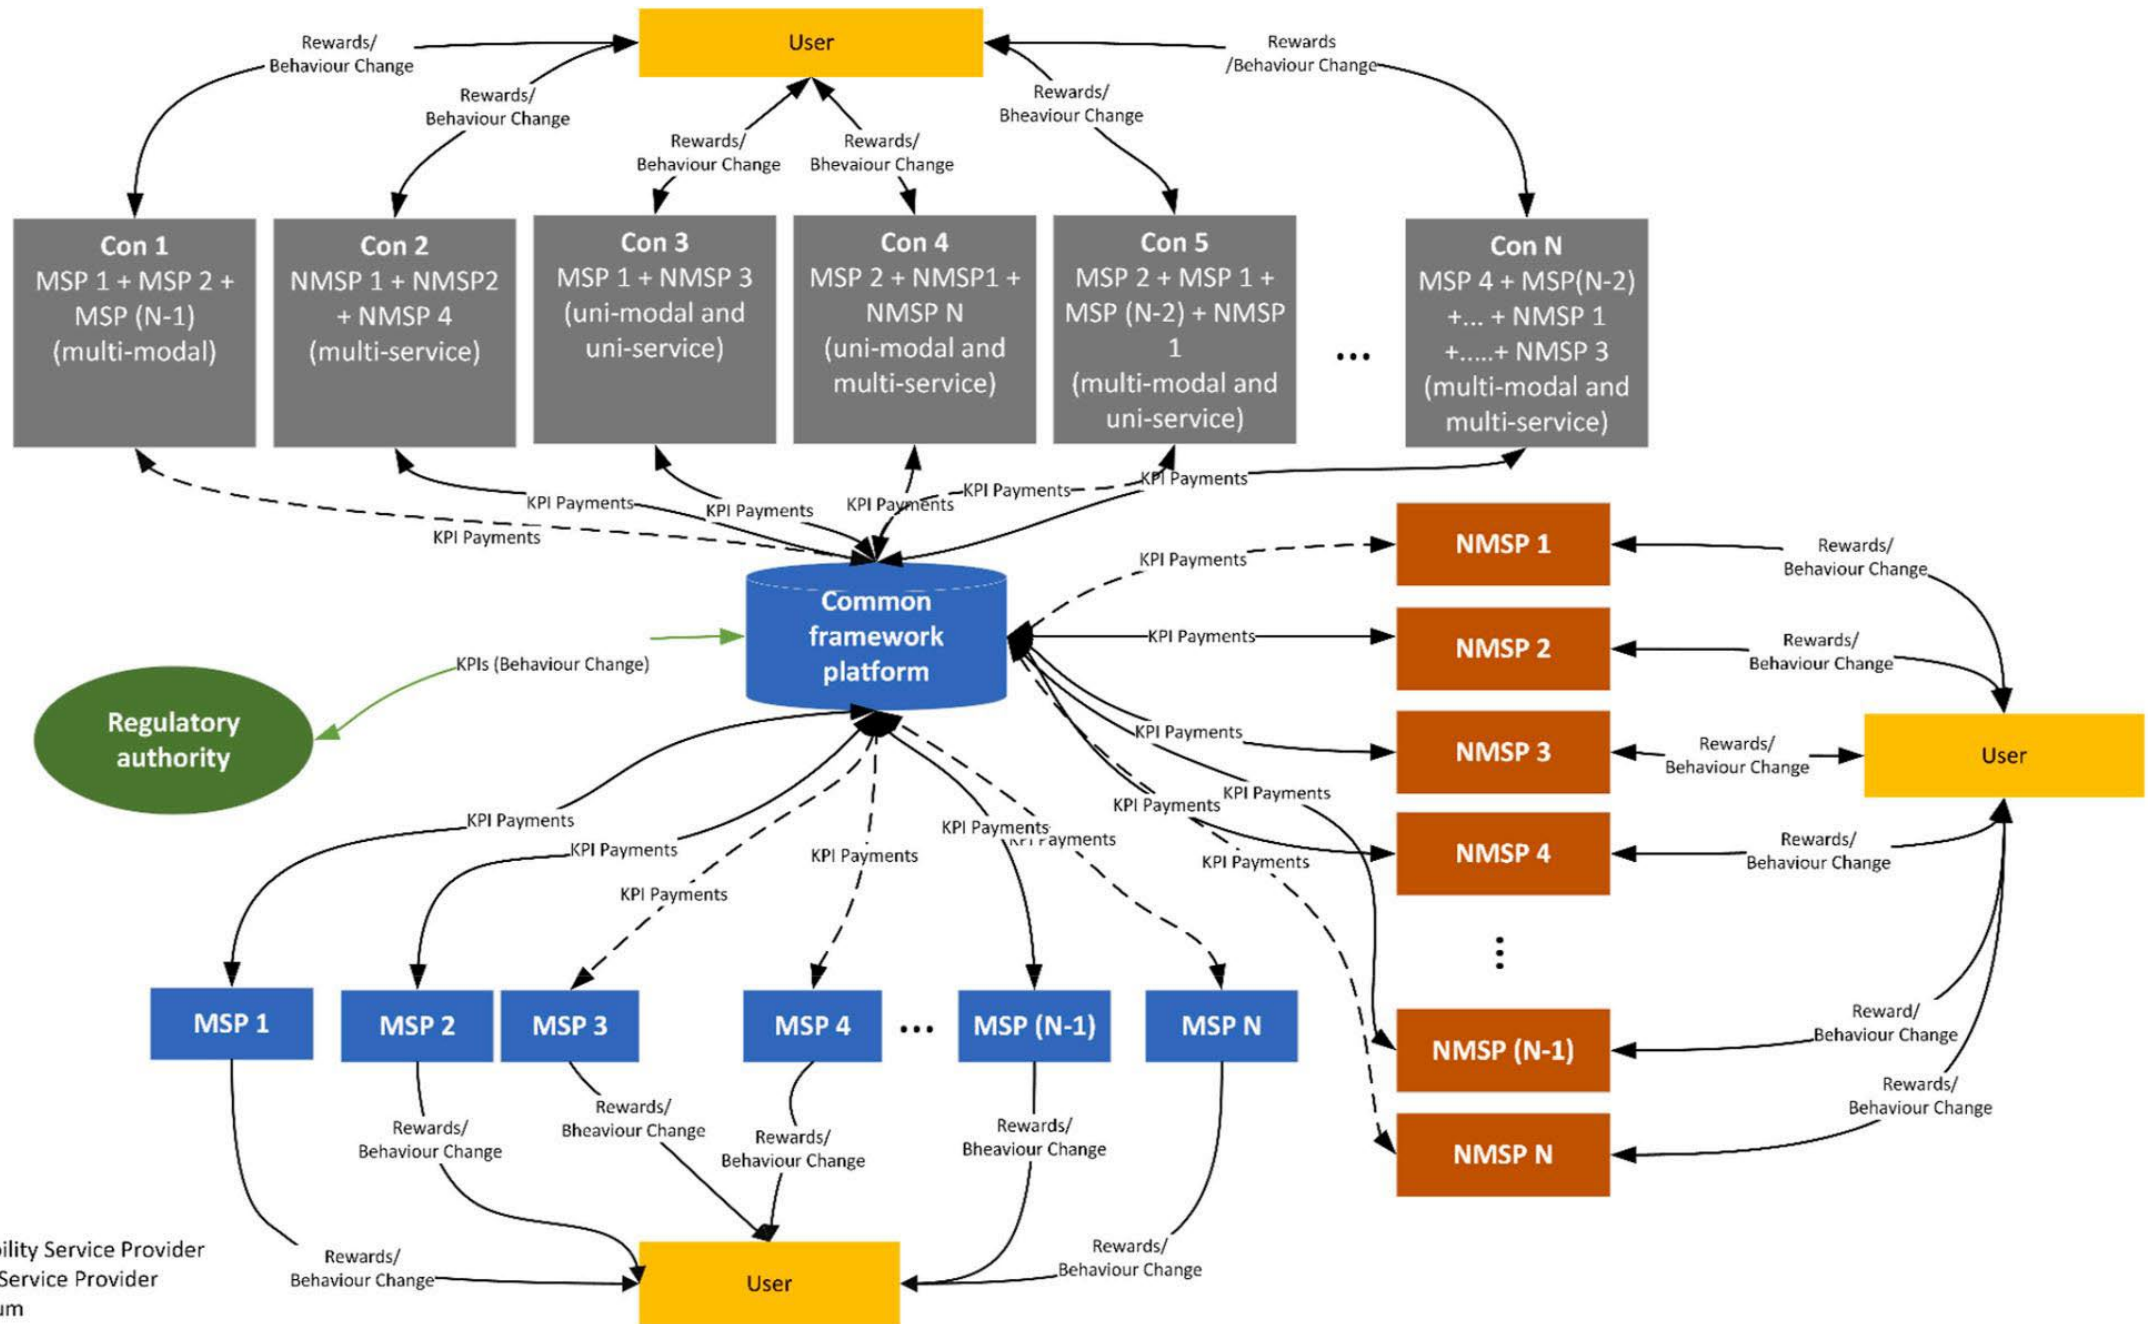 User
Rewards/
Behaviour Change
Rewards/
Behaviour Change
Rewards/
Behaviour Change
Rewards/
Bhevaiour Change
Rewards/
Bheaviour Change
Rewards
/Behaviour Change
Con 1
MSP 1 + MSP 2 +
MSP (N-1)
(multi-modal)
Con 2
NMSP 1 + NMSP2
+ NMSP 4
(multi-service)
Con 3
MSP 1 + NMSP 3
(uni-modal and
uni-service)
Con 4
MSP 2 + NMSP1 +
NMSP N
(uni-modal and
multi-service)
Con 5
MSP 2 + MSP 1 +
MSP (N-2) + NMSP
1
(multi-modal and
uni-service)
...
Con N
MSP 4 + MSP(N-2)
+... + NMSP 1
+.....+ NMSP 3
(multi-modal and
multi-service)
KPI Payments
KPI Payments
KPI Payments
KPI Payments
KPI Payments
KPI Payments
Common
framework
platform
KPIs (Behaviour Change)
Regulatory
authority
KPI Payments
KPI Payments
KPI Payments
KPI Payments
KPI Payments
KPI Payments
NMSP 1
NMSP 2
NMSP 3
NMSP 4
...
NMSP (N-1)
NMSP N
Rewards/
Behaviour Change
Rewards/
Behaviour Change
Rewards/
Behaviour Change
Rewards/
Behaviour Change
Reward/
Behaviour Change
Rewards/
Behaviour Change
User
KPI Payments
KPI Payments
KPI Payments
KPI Payments
KPI Payments
KPI Payments
MSP 1
MSP 2
MSP 3
MSP 4
...
MSP (N-1)
MSP N
Rewards/
Behaviour Change
Rewards/
Behaviour Change
Rewards/
Bheaviour Change
Rewards/
Behaviour Change
Rewards/
Bheaviour Change
Rewards/
Behaviour Change
User
Service Provider
Service Provider